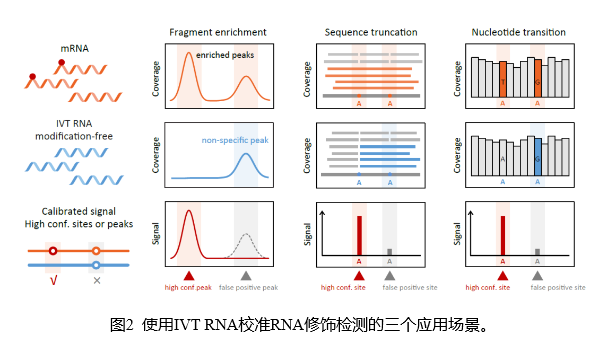 Fragment enrichment
Sequence truncation
Nucleotide transition
mRNA
Coverage
enriched peaks
Coverage
A A
Coverage
T G
A A
IVT RNA
modification-free
Coverage
non-specific peak
Coverage
A A
Coverage
A G
A A
Calibrated signal
High conf. sites or peaks
√ ×
Signal
high conf.peak
false positive peak
Signal
A A
high conf. site
false positive site
Signal
A A
high conf. site
false positive site
图2 使用IVT RNA校准RNA修饰检测的三个应用场景。